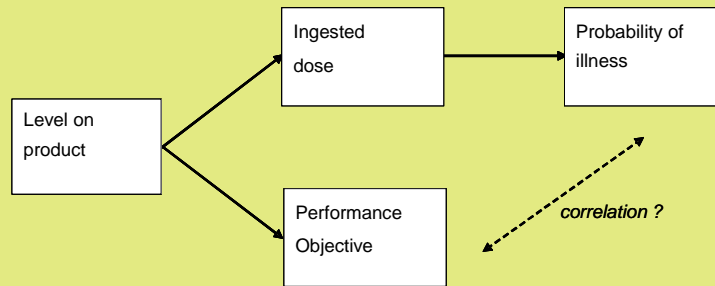 Ingested
dose
Probability of
illness
Level on
product
Performance
Objective
correlation ?